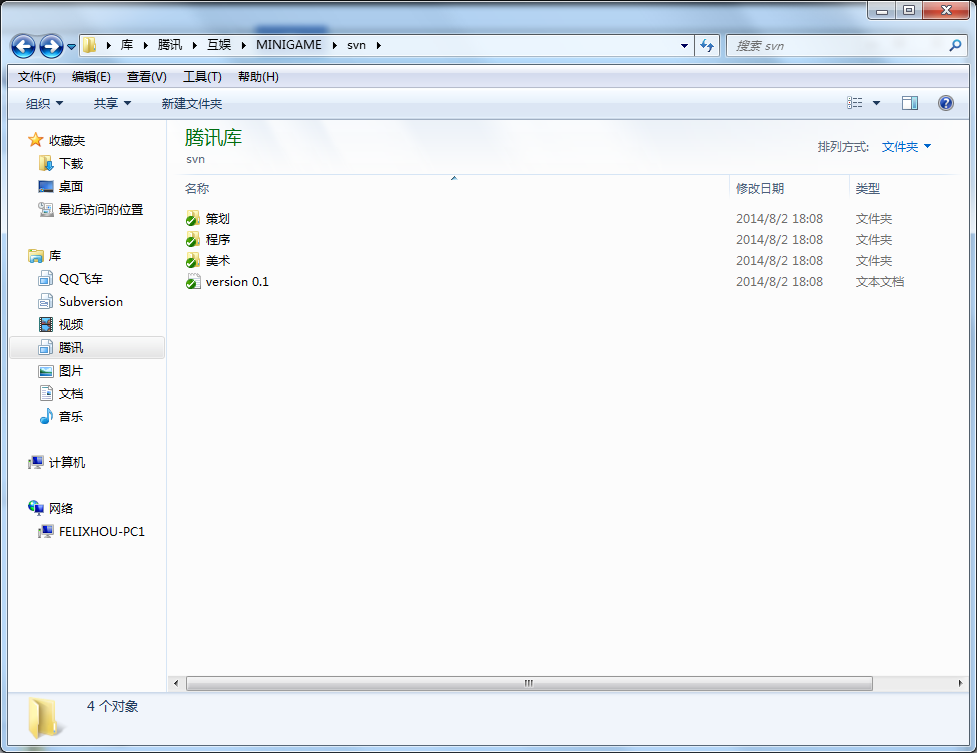 库 腾讯 互娱 MINIGAME svn
搜索 svn
文件(F) 编辑(E) 查看(V) 工具(T) 帮助(H)
组织 共享 新建文件夹
收藏夹
下载
桌面
最近访问的位置
库
QQ飞车
Subversion
视频
腾讯
图片
文档
音乐
计算机
网络
FELIXHOU-PC1
腾讯库
svn
排列方式: 文件夹
名称 修改日期 类型
策划 2014/8/2 18:08 文件夹
程序 2014/8/2 18:08 文件夹
美术 2014/8/2 18:08 文件夹
version 0.1 2014/8/2 18:08 文本文档
4 个对象